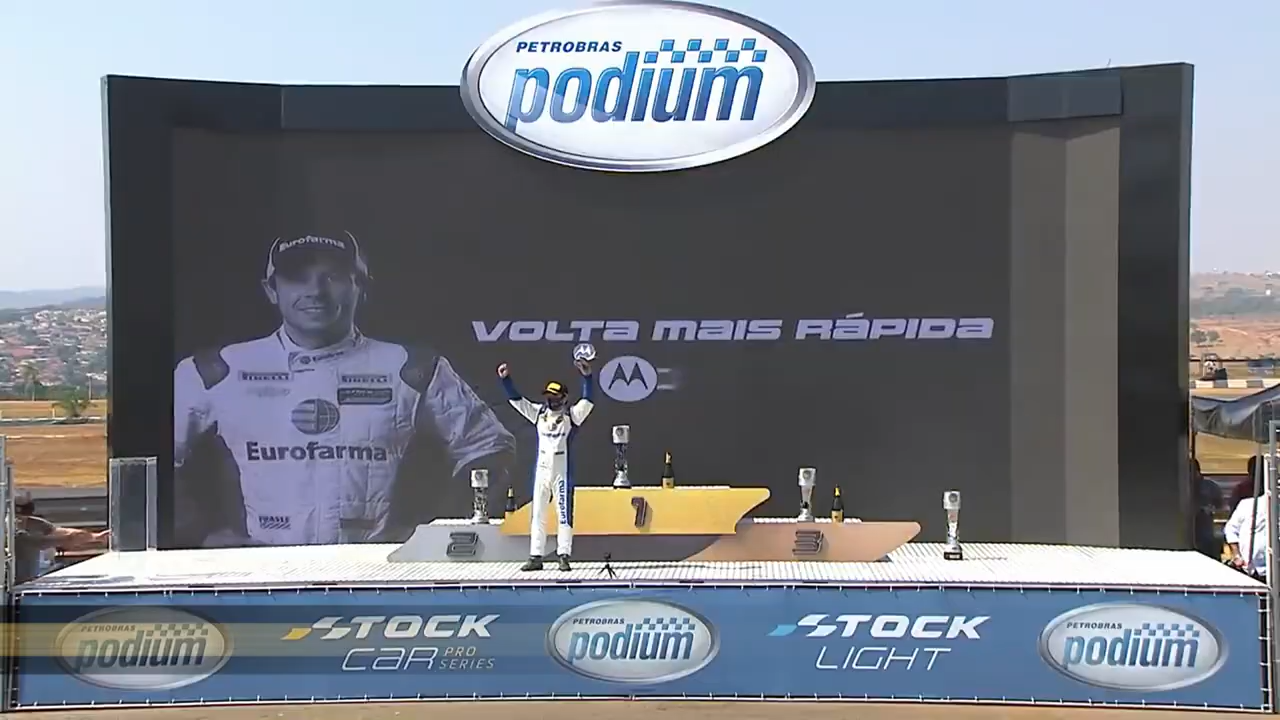 PETROBRAS
podium
Eurofarma
VOLTA MAIS RÁPIDA
PIRELLI
PIRELLI
Eurofarma
Eurofarma
1
2
3
PETROBRAS
podium
STOCK
CAR PRO
SERIES
PETROBRAS
podium
STOCK
LIGHT
PETROBRAS
podium